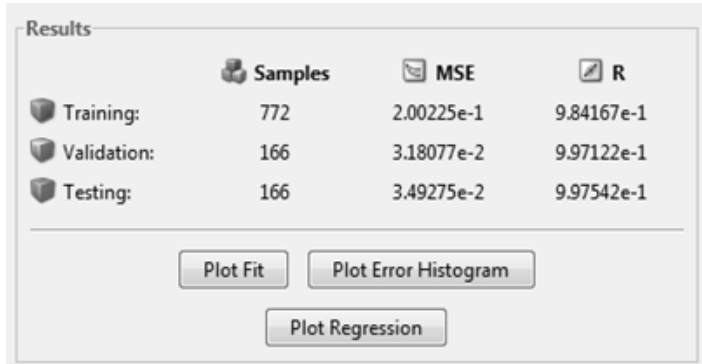 Results
Samples MSE R
Training: 772 2.00225e-1 9.84167e-1
Validation: 166 3.18077e-2 9.97122e-1
Testing: 166 3.49275e-2 9.97542e-1
Plot Fit Plot Error Histogram
Plot Regression